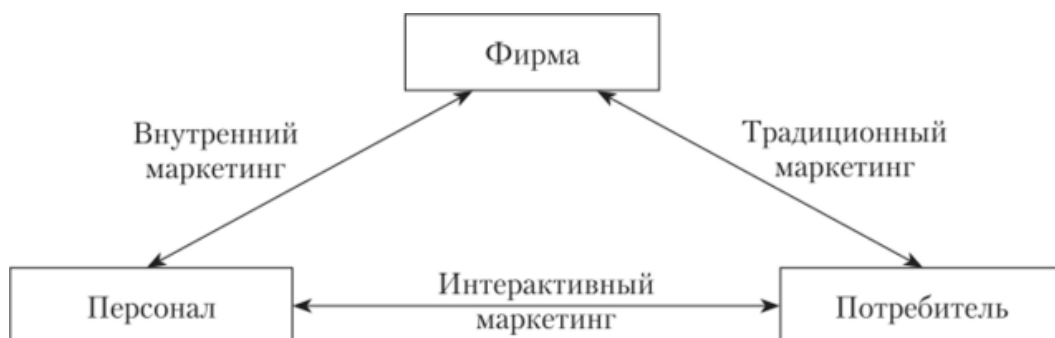 Фирма
Внутренний
маркетинг
Традиционный
маркетинг
Персонал
Интерактивный
маркетинг
Потребитель